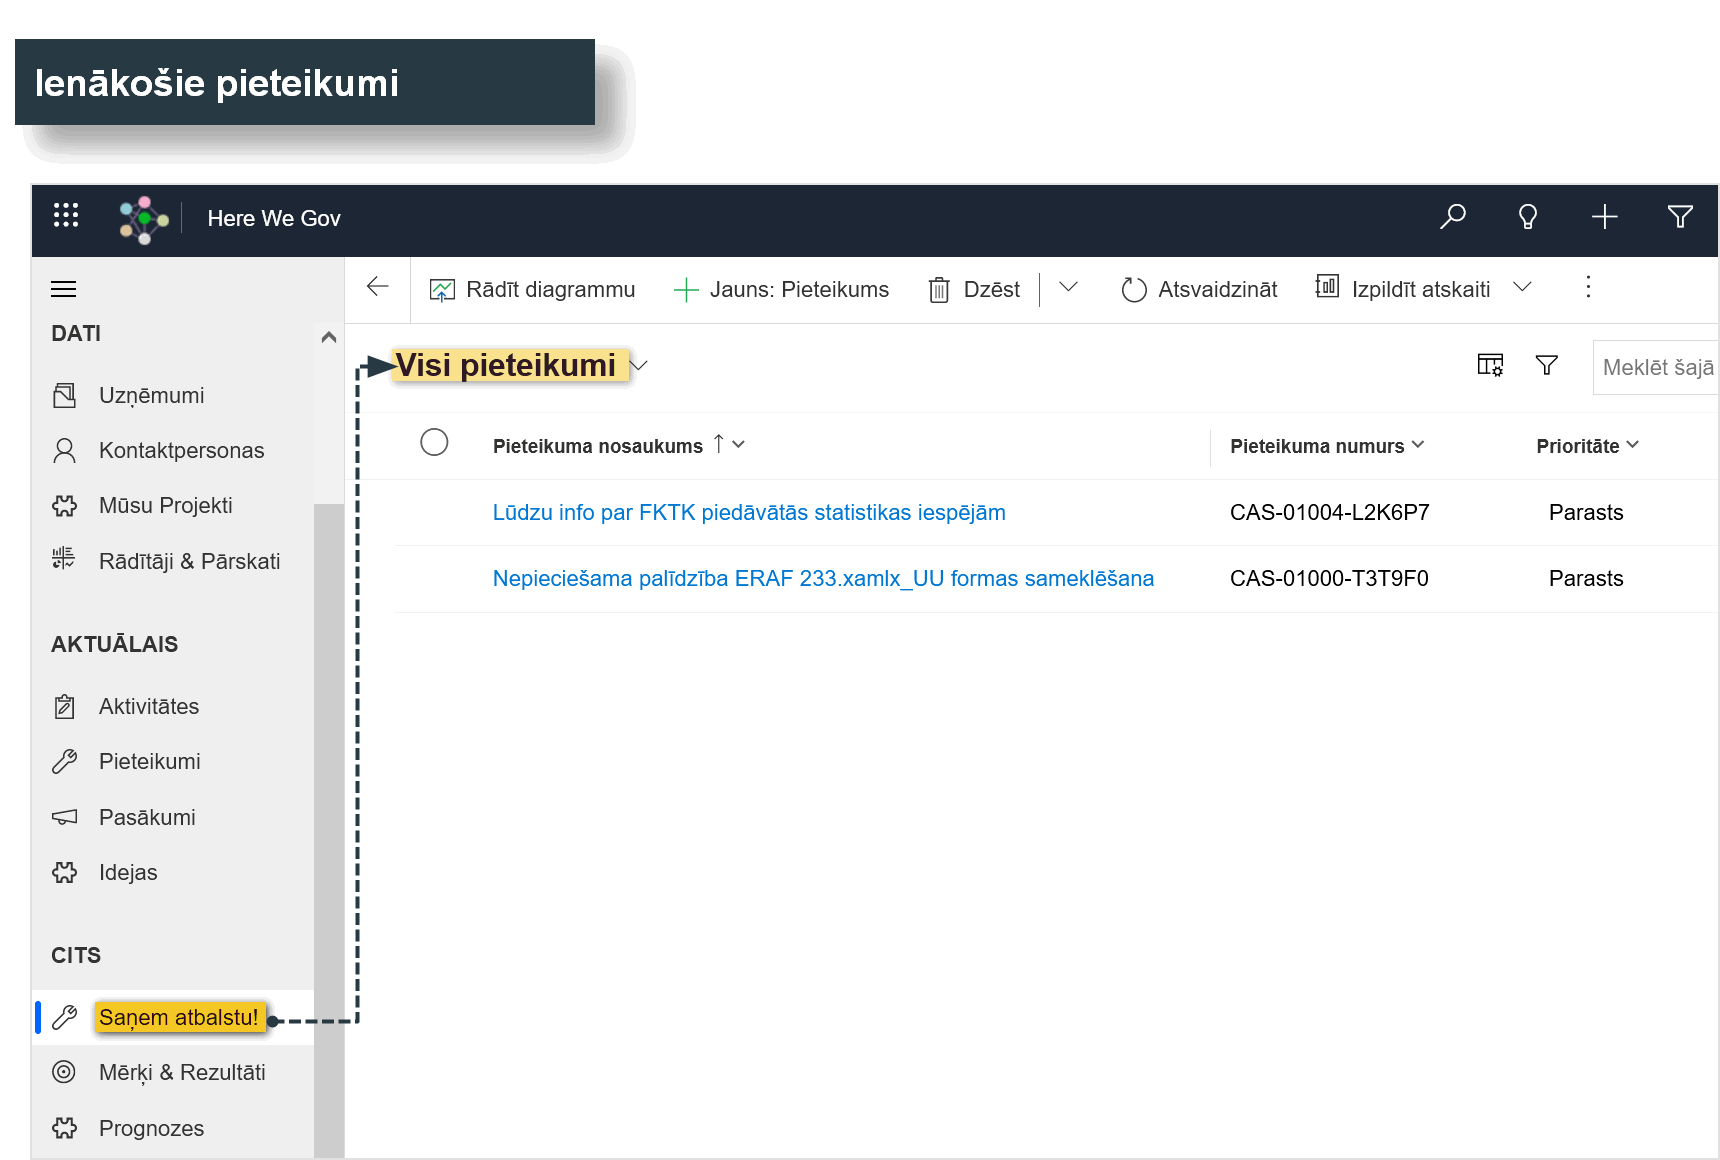 Ienākošie pieteikumi
Here We Gov
DATI
Uzņēmumi
Kontaktpersonas
Mūsu Projekti
Rādītāji & Pārskati
AKTUĀLAIS
Aktivitātes
Pieteikumi
Pasākumi
Idejas
CITS
Saņem atbalstu!
Mērķi & Rezultāti
Prognozes
Rādīt diagrammu Jauns: Pieteikums Dzēst Atsvaidzināt Izpildīt atskaiti
Visi pieteikumi
Meklēt šajā
Pieteikuma nosaukums Pieteikuma numurs Prioritāte
Lūdzu info par FKTK piedāvātās statistikas iespējām CAS-01004-L2K6P7 Parasts
Nepieciešama palīdzība ERAF 233.xamlx_UU formas sameklēšana CAS-01000-T3T9F0 Parasts